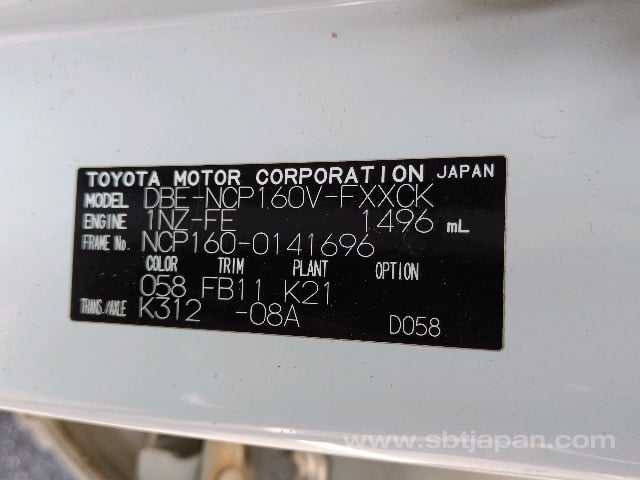 TOYOTA MOTOR CORPORATION JAPAN
MODEL DBE-NCP160V-FXXCK
ENGINE 1NZ-FE 1496 mL
FRAME No. NCP160-0141696
COLOR TRIM PLANT OPTION
058 FB11 K21
TRANS./AXLE K312 -08A D058
www.sbtjapan.com